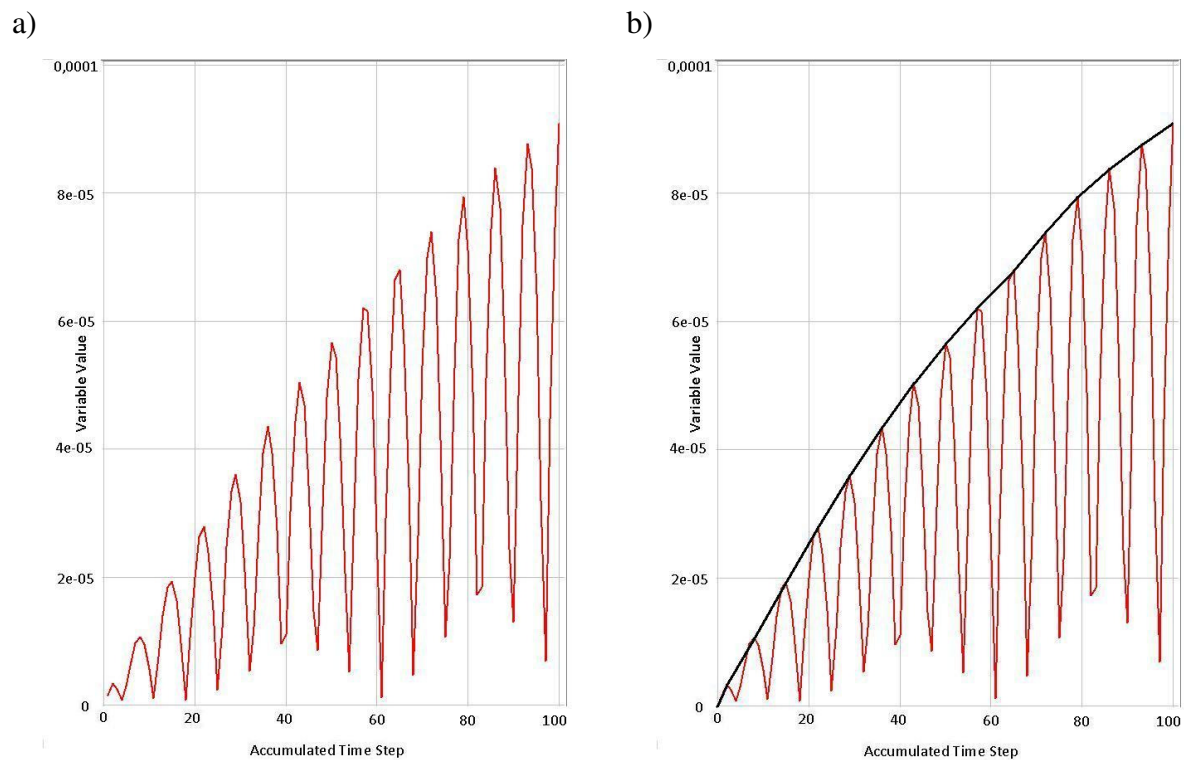 a)
0,0001
8e-05
6e-05
4e-05
2e-05
0
Variable Value
0 20 40 60 80 100
Accumulated Time Step
b)
0,0001
8e-05
6e-05
4e-05
2e-05
0
Variable Value
0 20 40 60 80 100
Accumulated Time Step